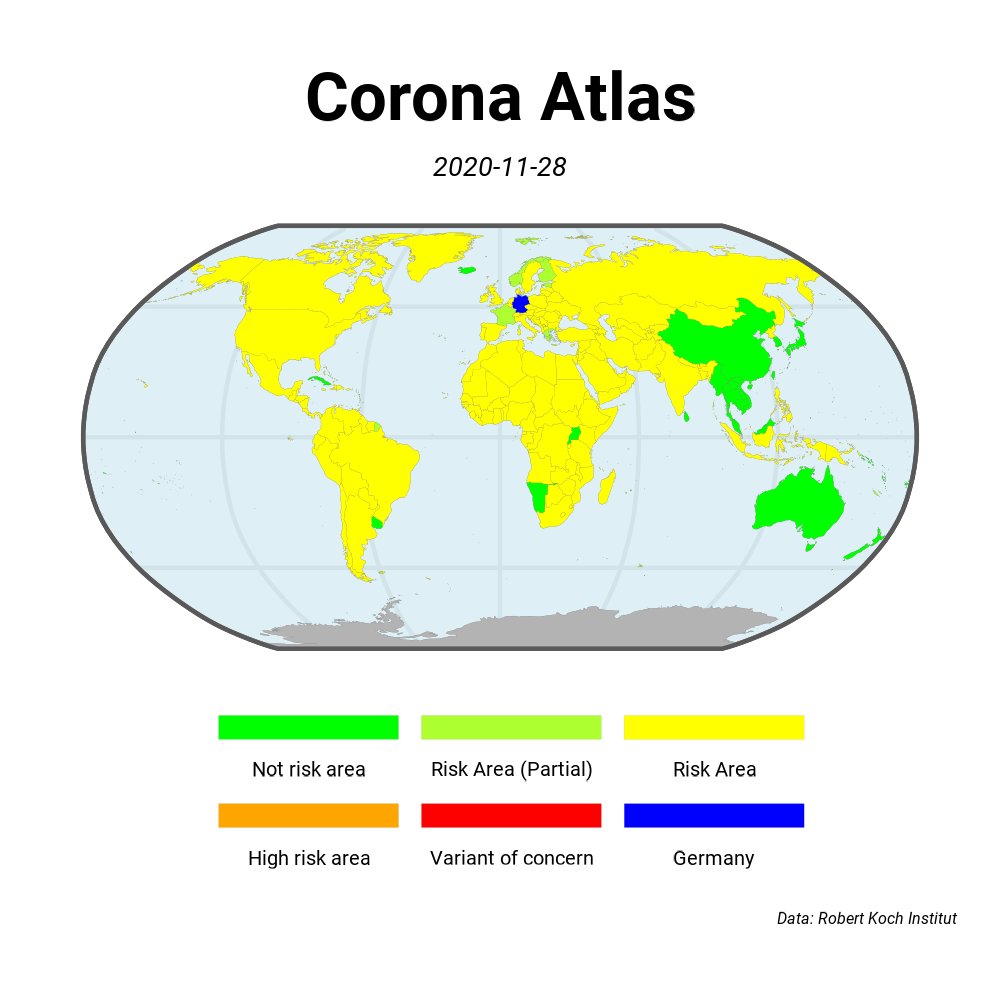 Corona Atlas
2020-11-28
Not risk area
Risk Area (Partial)
Risk Area
High risk area
Variant of concern
Germany
Data: Robert Koch Institut